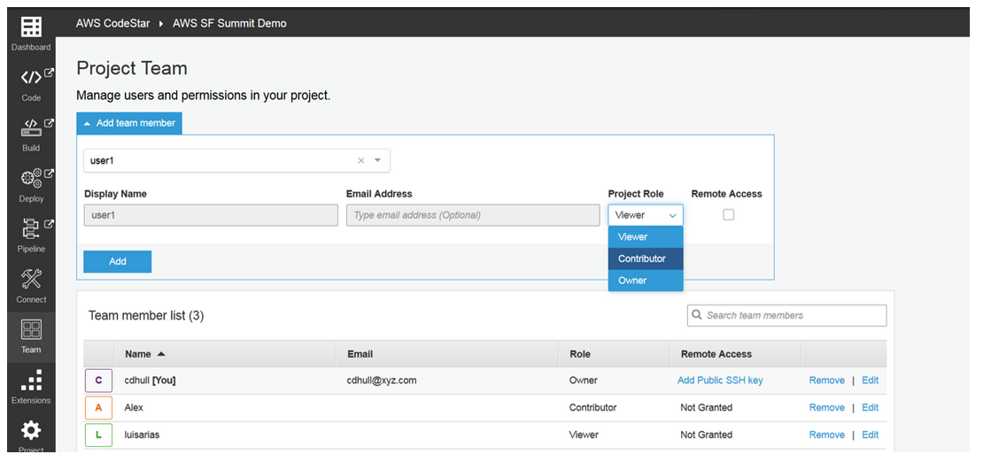 AWS CodeStar ▸ AWS SF Summit Demo
Dashboard
Code
Build
Deploy
Pipeline
Connect
Team
Extensions
Project
Project Team
Manage users and permissions in your project.
Add team member
user1
Display Name Email Address Project Role Remote Access
user1 Type email address (Optional) Viewer
Viewer
Contributor
Owner
Add
Team member list (3) Search team members
Name Email Role Remote Access
C cdhull [You] cdhull@xyz.com Owner Add Public SSH key Remove | Edit
A Alex Contributor Not Granted Remove | Edit
L luisarias Viewer Not Granted Remove | Edit